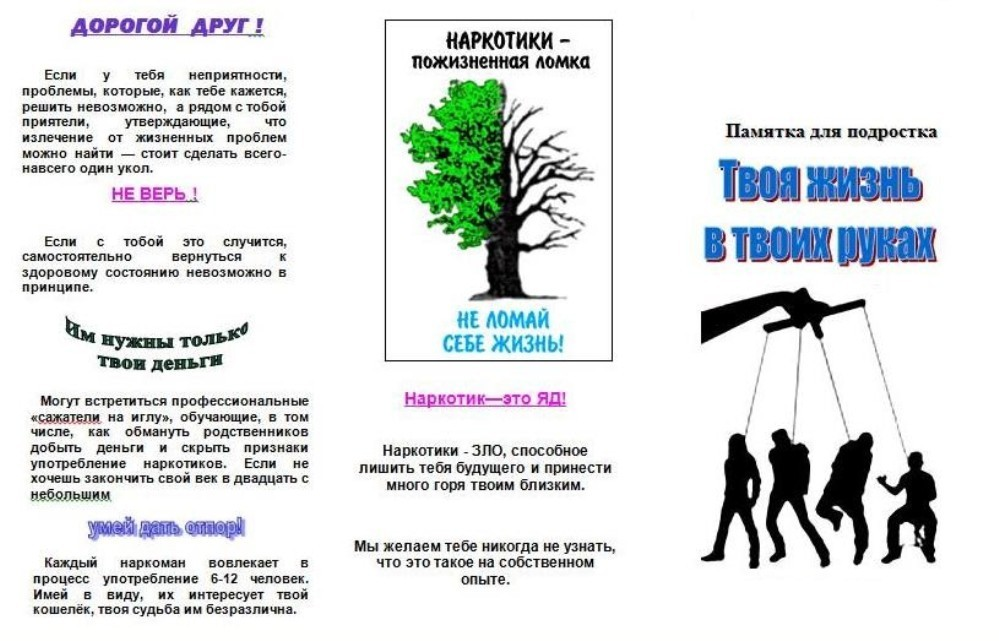 ДОРОГОЙ ДРУГ !
Если у тебя неприятности,
проблемы, которые, как тебе кажется,
решить невозможно, а рядом с тобой
приятели, утверждающие, что
излечение от жизненных проблем
можно найти — стоит сделать всего-
навсего один укол.
НЕ ВЕРЬ !
Если с тобой это случится,
самостоятельно вернуться к
здоровому состоянию невозможно в
принципе.
Им нужны только
твои деньги
Могут встретиться профессиональные
«сажатели на иглу», обучающие, в том
числе, как обмануть родственников
добыть деньги и скрыть признаки
употребление наркотиков. Если не
хочешь закончить свой век в двадцать с
небольшим
умей дать отпор!
Каждый наркоман вовлекает в
процесс употребление 6-12 человек.
Имей в виду, их интересует твой
кошелёк, твоя судьба им безразлична.
НАРКОТИКИ –
пожизненная ломка
НЕ ЛОМАЙ
СЕБЕ ЖИЗНЬ!
Наркотик—это ЯД!
Наркотики - ЗЛО, способное
лишить тебя будущего и принести
много горя твоим близким.
Мы желаем тебе никогда не узнать,
что это такое на собственном
опыте.
Памятка для подростка
Твоя жизнь
в твоих руках